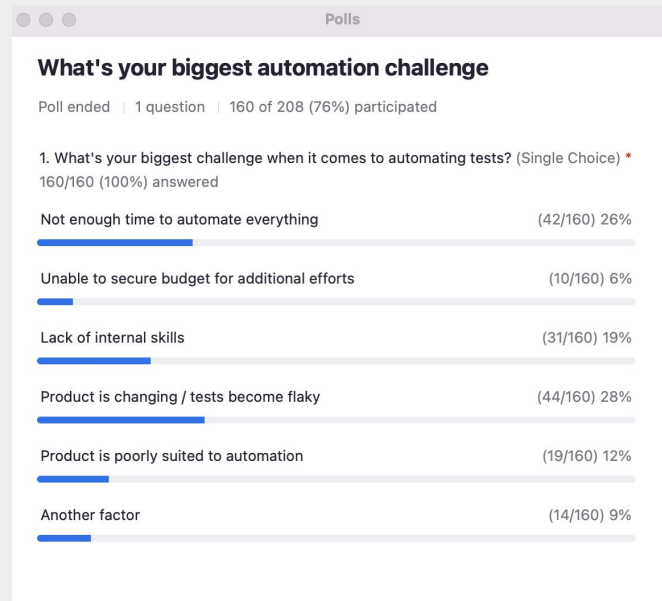 Polls
What's your biggest automation challenge
Poll ended | 1 question | 160 of 208 (76%) participated
1. What's your biggest challenge when it comes to automating tests? (Single Choice) *
160/160 (100%) answered
Not enough time to automate everything (42/160) 26%
Unable to secure budget for additional efforts (10/160) 6%
Lack of internal skills (31/160) 19%
Product is changing / tests become flaky (44/160) 28%
Product is poorly suited to automation (19/160) 12%
Another factor (14/160) 9%